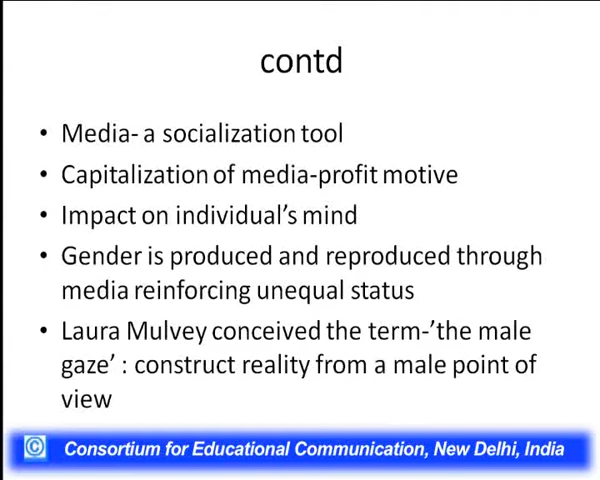 contd
• Media- a socialization tool
• Capitalization of media-profit motive
• Impact on individual’s mind
• Gender is produced and reproduced through
media reinforcing unequal status
• Laura Mulvey conceived the term-’the male
gaze’ : construct reality from a male point of
view
© Consortium for Educational Communication, New Delhi, India